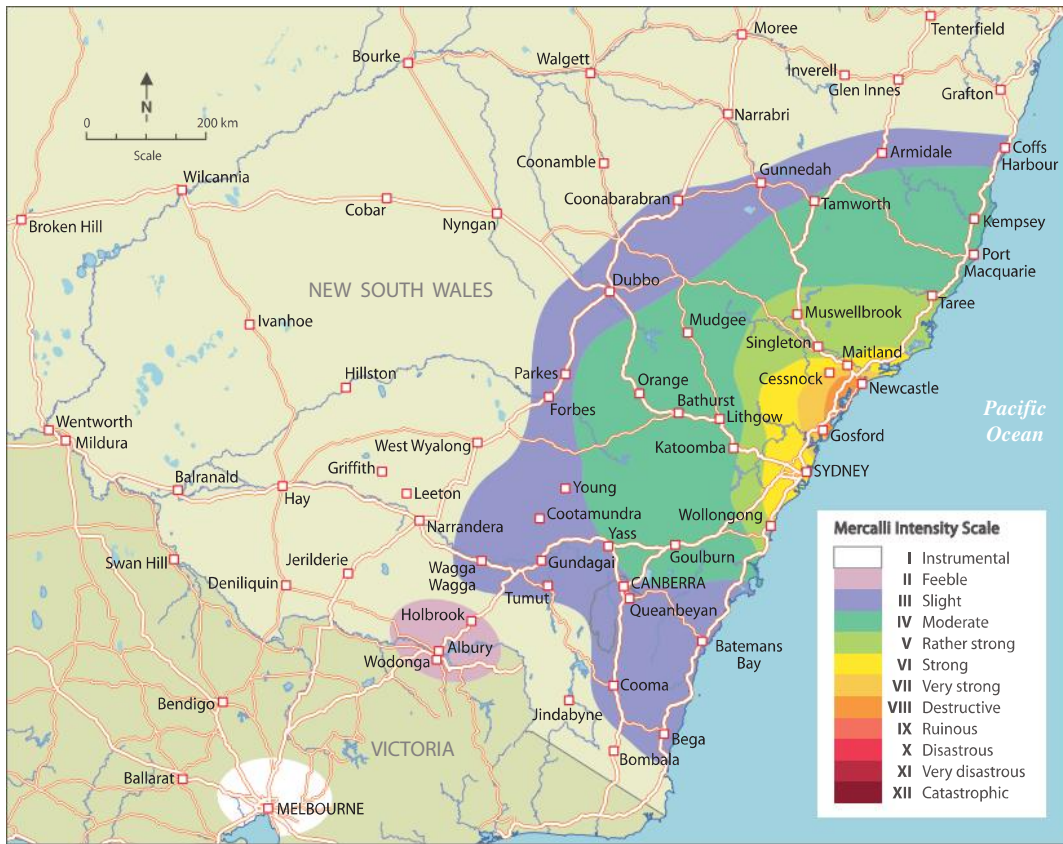 Moree
Tenterfield
Bourke
Walgett
Inverell
Glen Innes
Grafton
N
0
200 km
Scale
Narrabri
Coonamble
Armidale
Coffs
Harbour
Gunnedah
Wilcannia
Cobar
Coonabarabran
Tamworth
Broken Hill
Nyngan
Kempsey
Port
Macquarie
Dubbo
NEW SOUTH WALES
Taree
Ivanhoe
Mudgee
Muswellbrook
Singleton
Maitland
Hillston
Parkes
Orange
Cessnock
Newcastle
Forbes
Bathurst
Lithgow
Pacific
Ocean
Wentworth
Mildura
West Wyalong
Katoomba
Gosford
Griffith
SYDNEY
Balranald
Hay
Leeton
Young
Narrandera
Cootamundra
Wollongong
Yass
Swan Hill
Jerilderie
Wagga
Wagga
Gundagai
Goulburn
Deniliquin
Tumut
CANBERRA
Queanbeyan
Holbrook
Albury
Wodonga
Batemans
Bay
Cooma
Bendigo
Jindabyne
VICTORIA
Bega
Bombala
Ballarat
MELBOURNE
Mercalli Intensity Scale
I Instrumental
II Feeble
III Slight
IV Moderate
V Rather strong
VI Strong
VII Very strong
VIII Destructive
IX Ruinous
X Disastrous
XI Very disastrous
XII Catastrophic